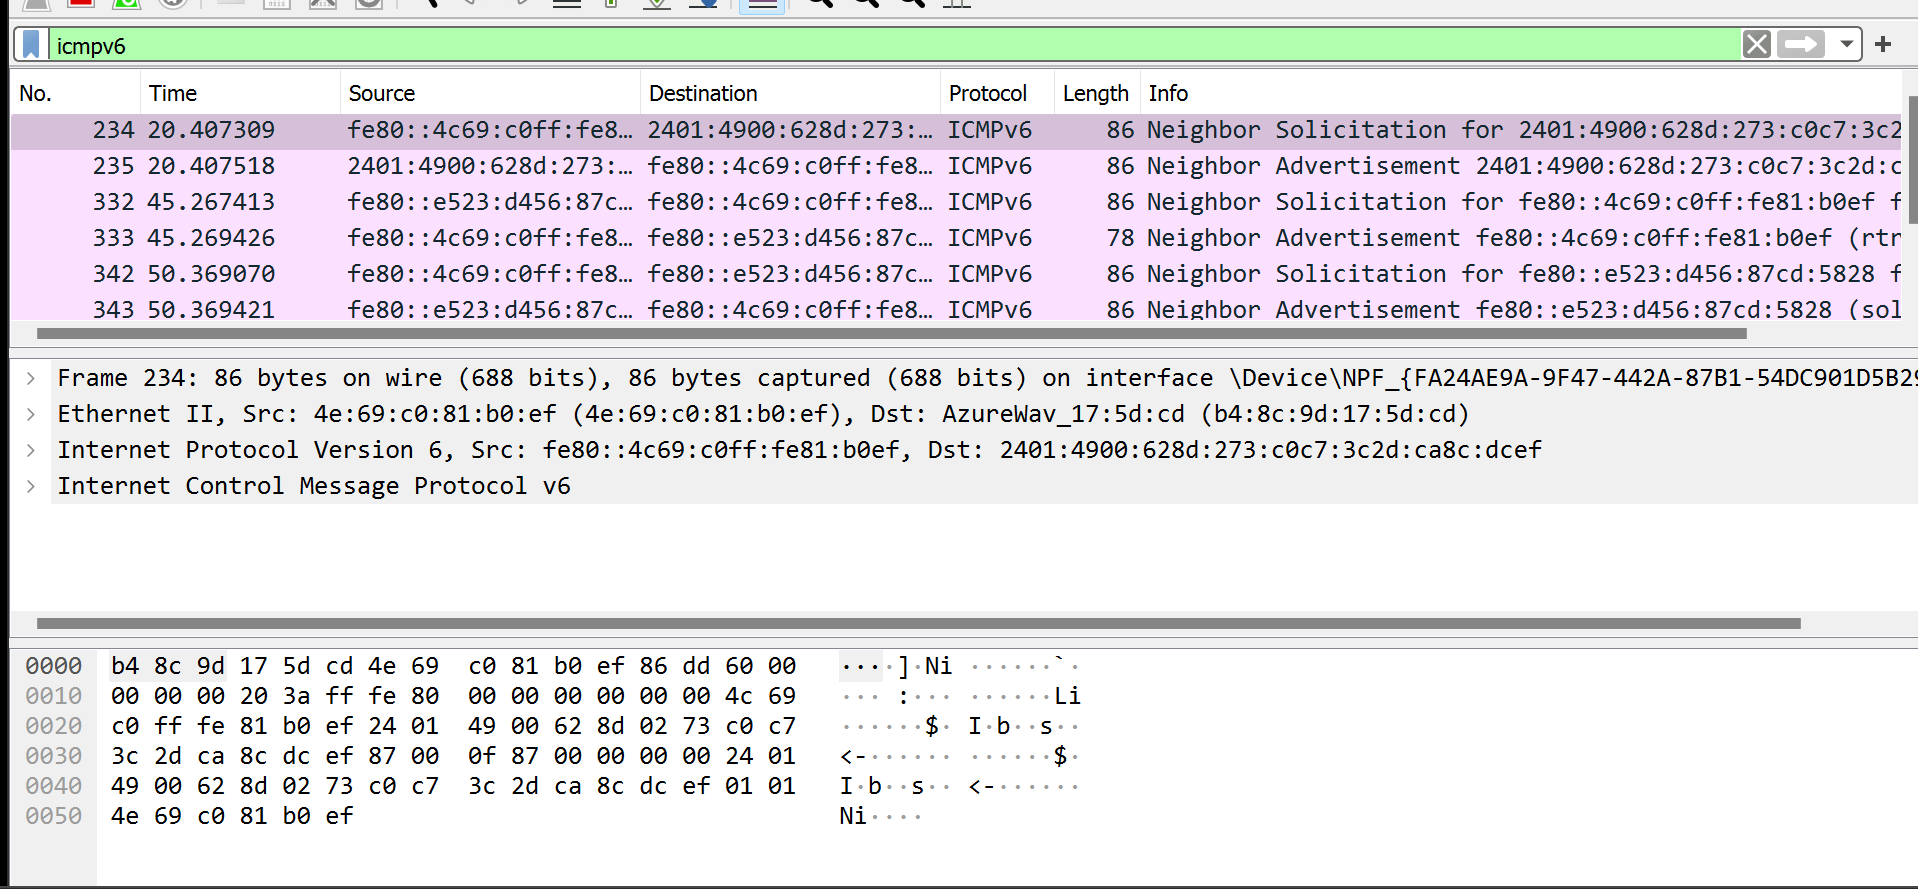 icmpv6
No. Time Source Destination Protocol Length Info
234 20.407309 fe80::4c69:c0ff:fe8… 2401:4900:628d:273:… ICMPv6 86 Neighbor Solicitation for 2401:4900:628d:273:c0c7:3c2
235 20.407518 2401:4900:628d:273:… fe80::4c69:c0ff:fe8… ICMPv6 86 Neighbor Advertisement 2401:4900:628d:273:c0c7:3c2d:c
332 45.267413 fe80::e523:d456:87c… fe80::4c69:c0ff:fe8… ICMPv6 86 Neighbor Solicitation for fe80::4c69:c0ff:fe81:b0ef f
333 45.269426 fe80::4c69:c0ff:fe8… fe80::e523:d456:87c… ICMPv6 78 Neighbor Advertisement fe80::4c69:c0ff:fe81:b0ef (rtr
342 50.369070 fe80::4c69:c0ff:fe8… fe80::e523:d456:87c… ICMPv6 86 Neighbor Solicitation for fe80::e523:d456:87cd:5828 f
343 50.369421 fe80::e523:d456:87c… fe80::4c69:c0ff:fe8… ICMPv6 86 Neighbor Advertisement fe80::e523:d456:87cd:5828 (sol
Frame 234: 86 bytes on wire (688 bits), 86 bytes captured (688 bits) on interface \Device\NPF_{FA24AE9A-9F47-442A-87B1-54DC901D5B29
Ethernet II, Src: 4e:69:c0:81:b0:ef (4e:69:c0:81:b0:ef), Dst: AzureWav_17:5d:cd (b4:8c:9d:17:5d:cd)
Internet Protocol Version 6, Src: fe80::4c69:c0ff:fe81:b0ef, Dst: 2401:4900:628d:273:c0c7:3c2d:ca8c:dcef
Internet Control Message Protocol v6
0000 b4 8c 9d 17 5d cd 4e 69 c0 81 b0 ef 86 dd 60 00 ····]·Ni ······`·
0010 00 00 00 20 3a ff fe 80 00 00 00 00 00 00 4c 69 ··· :··· ······Li
0020 c0 ff fe 81 b0 ef 24 01 49 00 62 8d 02 73 c0 c7 ······$· I·b··s··
0030 3c 2d ca 8c dc ef 87 00 0f 87 00 00 00 00 24 01 <-······ ······$·
0040 49 00 62 8d 02 73 c0 c7 3c 2d ca 8c dc ef 01 01 I·b··s·· <-······
0050 4e 69 c0 81 b0 ef Ni····